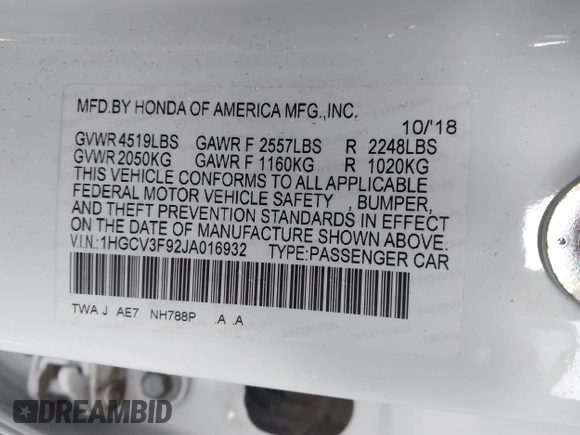 MFD.BY HONDA OF AMERICA MFG.,INC.
10/'18
GVWR 4519LBS GAWR F 2557LBS R 2248LBS
GVWR 2050KG GAWR F 1160KG R 1020KG
THIS VEHICLE CONFORMS TO ALL APPLICABLE
FEDERAL MOTOR VEHICLE SAFETY , BUMPER,
AND THEFT PREVENTION STANDARDS IN EFFECT
ON THE DATE OF MANUFACTURE SHOWN ABOVE.
V.I.N.:1HGCV3F92JA016932 TYPE:PASSENGER CAR
TWA J AE7 NH788P .A .A
DREAMBID